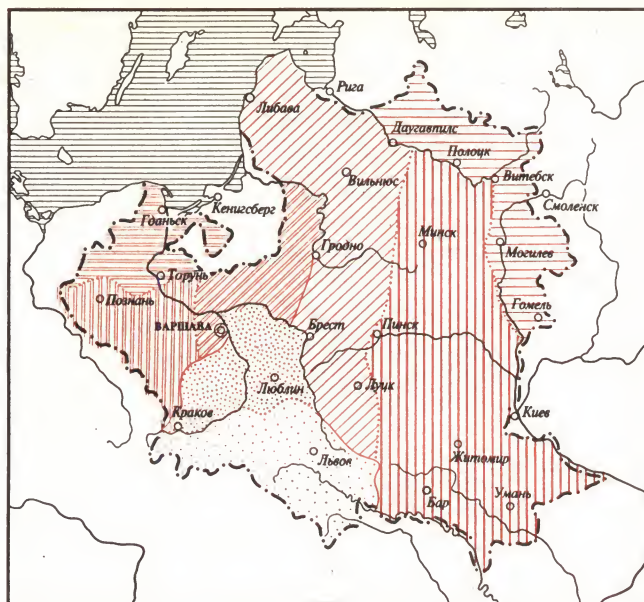 Рига
Либава
Даугавпилс
Полоцк
Вильнюс
Витебск
Кенигсберг
Смоленск
Гданьск
Минск
Могилев
Гродно
Торунь
Познань
Гомель
ВАРШАВА
Брест
Пинск
Люблин
Луцк
Краков
Киев
Львов
Житомир
Бар
Умань